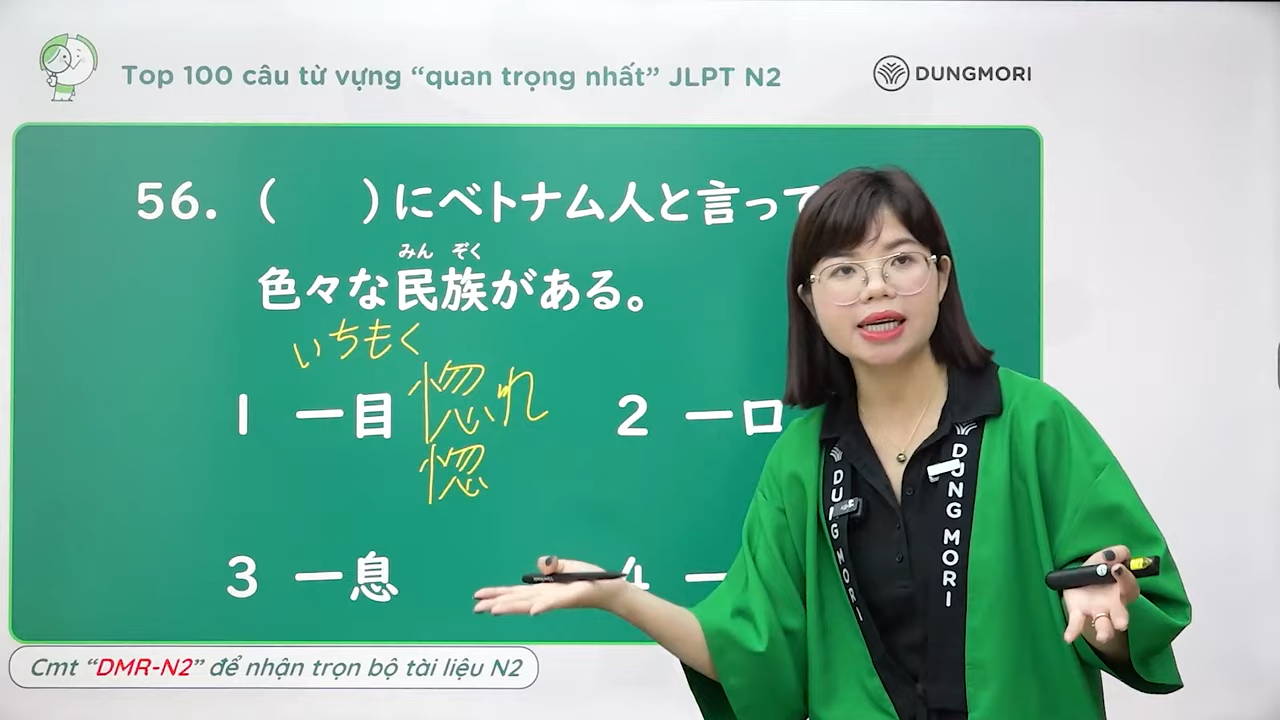 Top 100 câu từ vựng “quan trọng nhất” JLPT N2
DUNGMORI
56. ( )にベトナム人と言って
みん ぞく
色々な民族がある。
いちもく
1 一目惚れ 2 一口
惚
3 一息 4 一
Cmt “DMR-N2” để nhận trọn bộ tài liệu N2
DUNG MORI
DUNG MORI